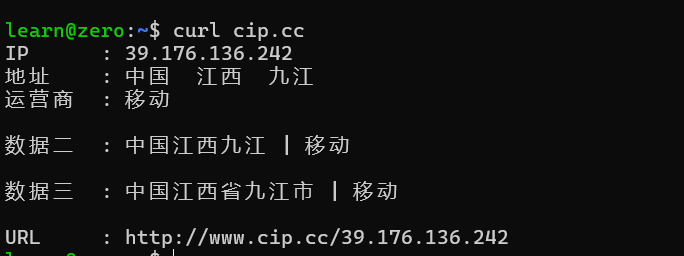 learn@zero:~$ curl cip.cc
IP : 39.176.136.242
地址 : 中国 江西 九江
运营商 : 移动
数据二 : 中国江西九江 | 移动
数据三 : 中国江西省九江市 | 移动
URL : http://www.cip.cc/39.176.136.242